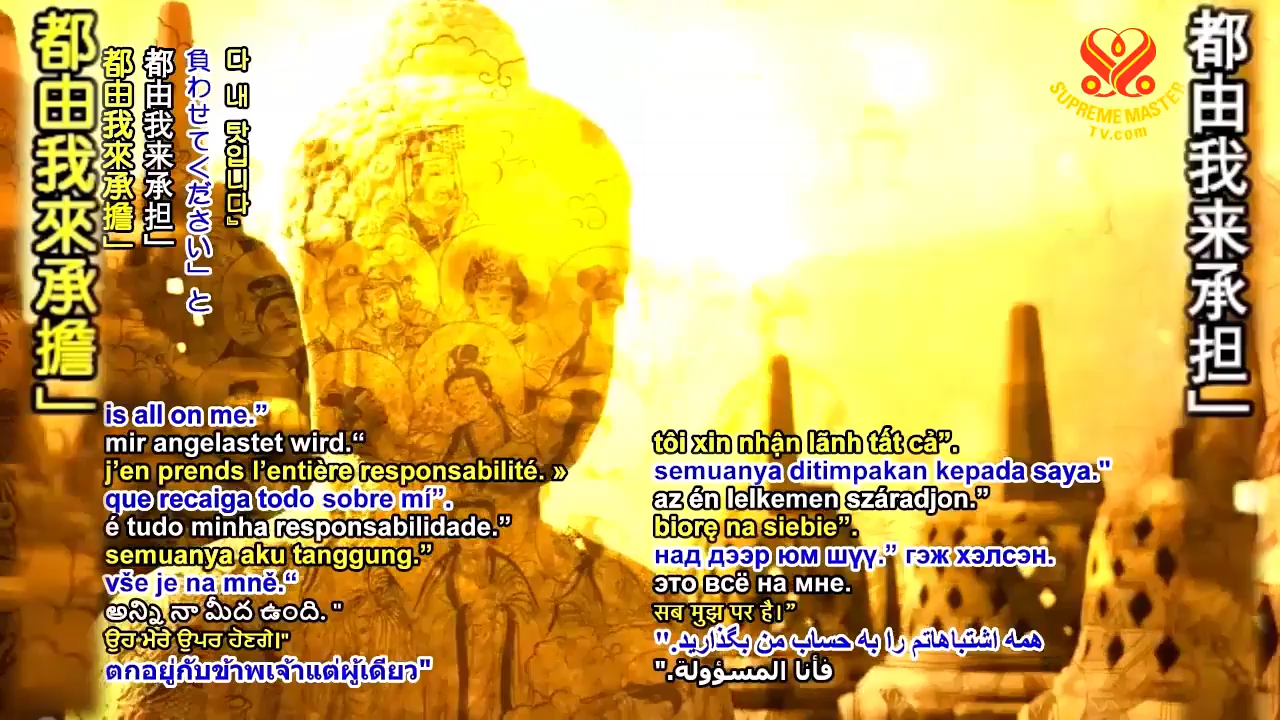 都由我來承擔」
都由我來承擔」
都由我来承担」
負わせてください」と
다 내 탓입니다』
SUPREME MASTER
TV.com
都由我来承担」
is all on me.”
mir angelastet wird.“
j’en prends l’entière responsabilité. »
que recaiga todo sobre mí”.
é tudo minha responsabilidade.”
semuanya aku tanggung.”
vše je na mně.“
అన్ని నా మీద ఉంది. "
ਉਹ ਮੇਰੇ ਉਪਰ ਹੋਣਗੇ।"
ตกอยู่กับข้าพเจ้าแต่ผู้เดียว"
tôi xin nhận lãnh tất cả”.
semuanya ditimpakan kepada saya."
az én lelkemen száradjon.”
biorę na siebie”.
над дээр юм шүү.” гэж хэлсэн.
это всё на мне.
सब मुझ पर है।”
همه اشتباهاتم را به حساب من بگذارید."
فأنا المسؤولة."